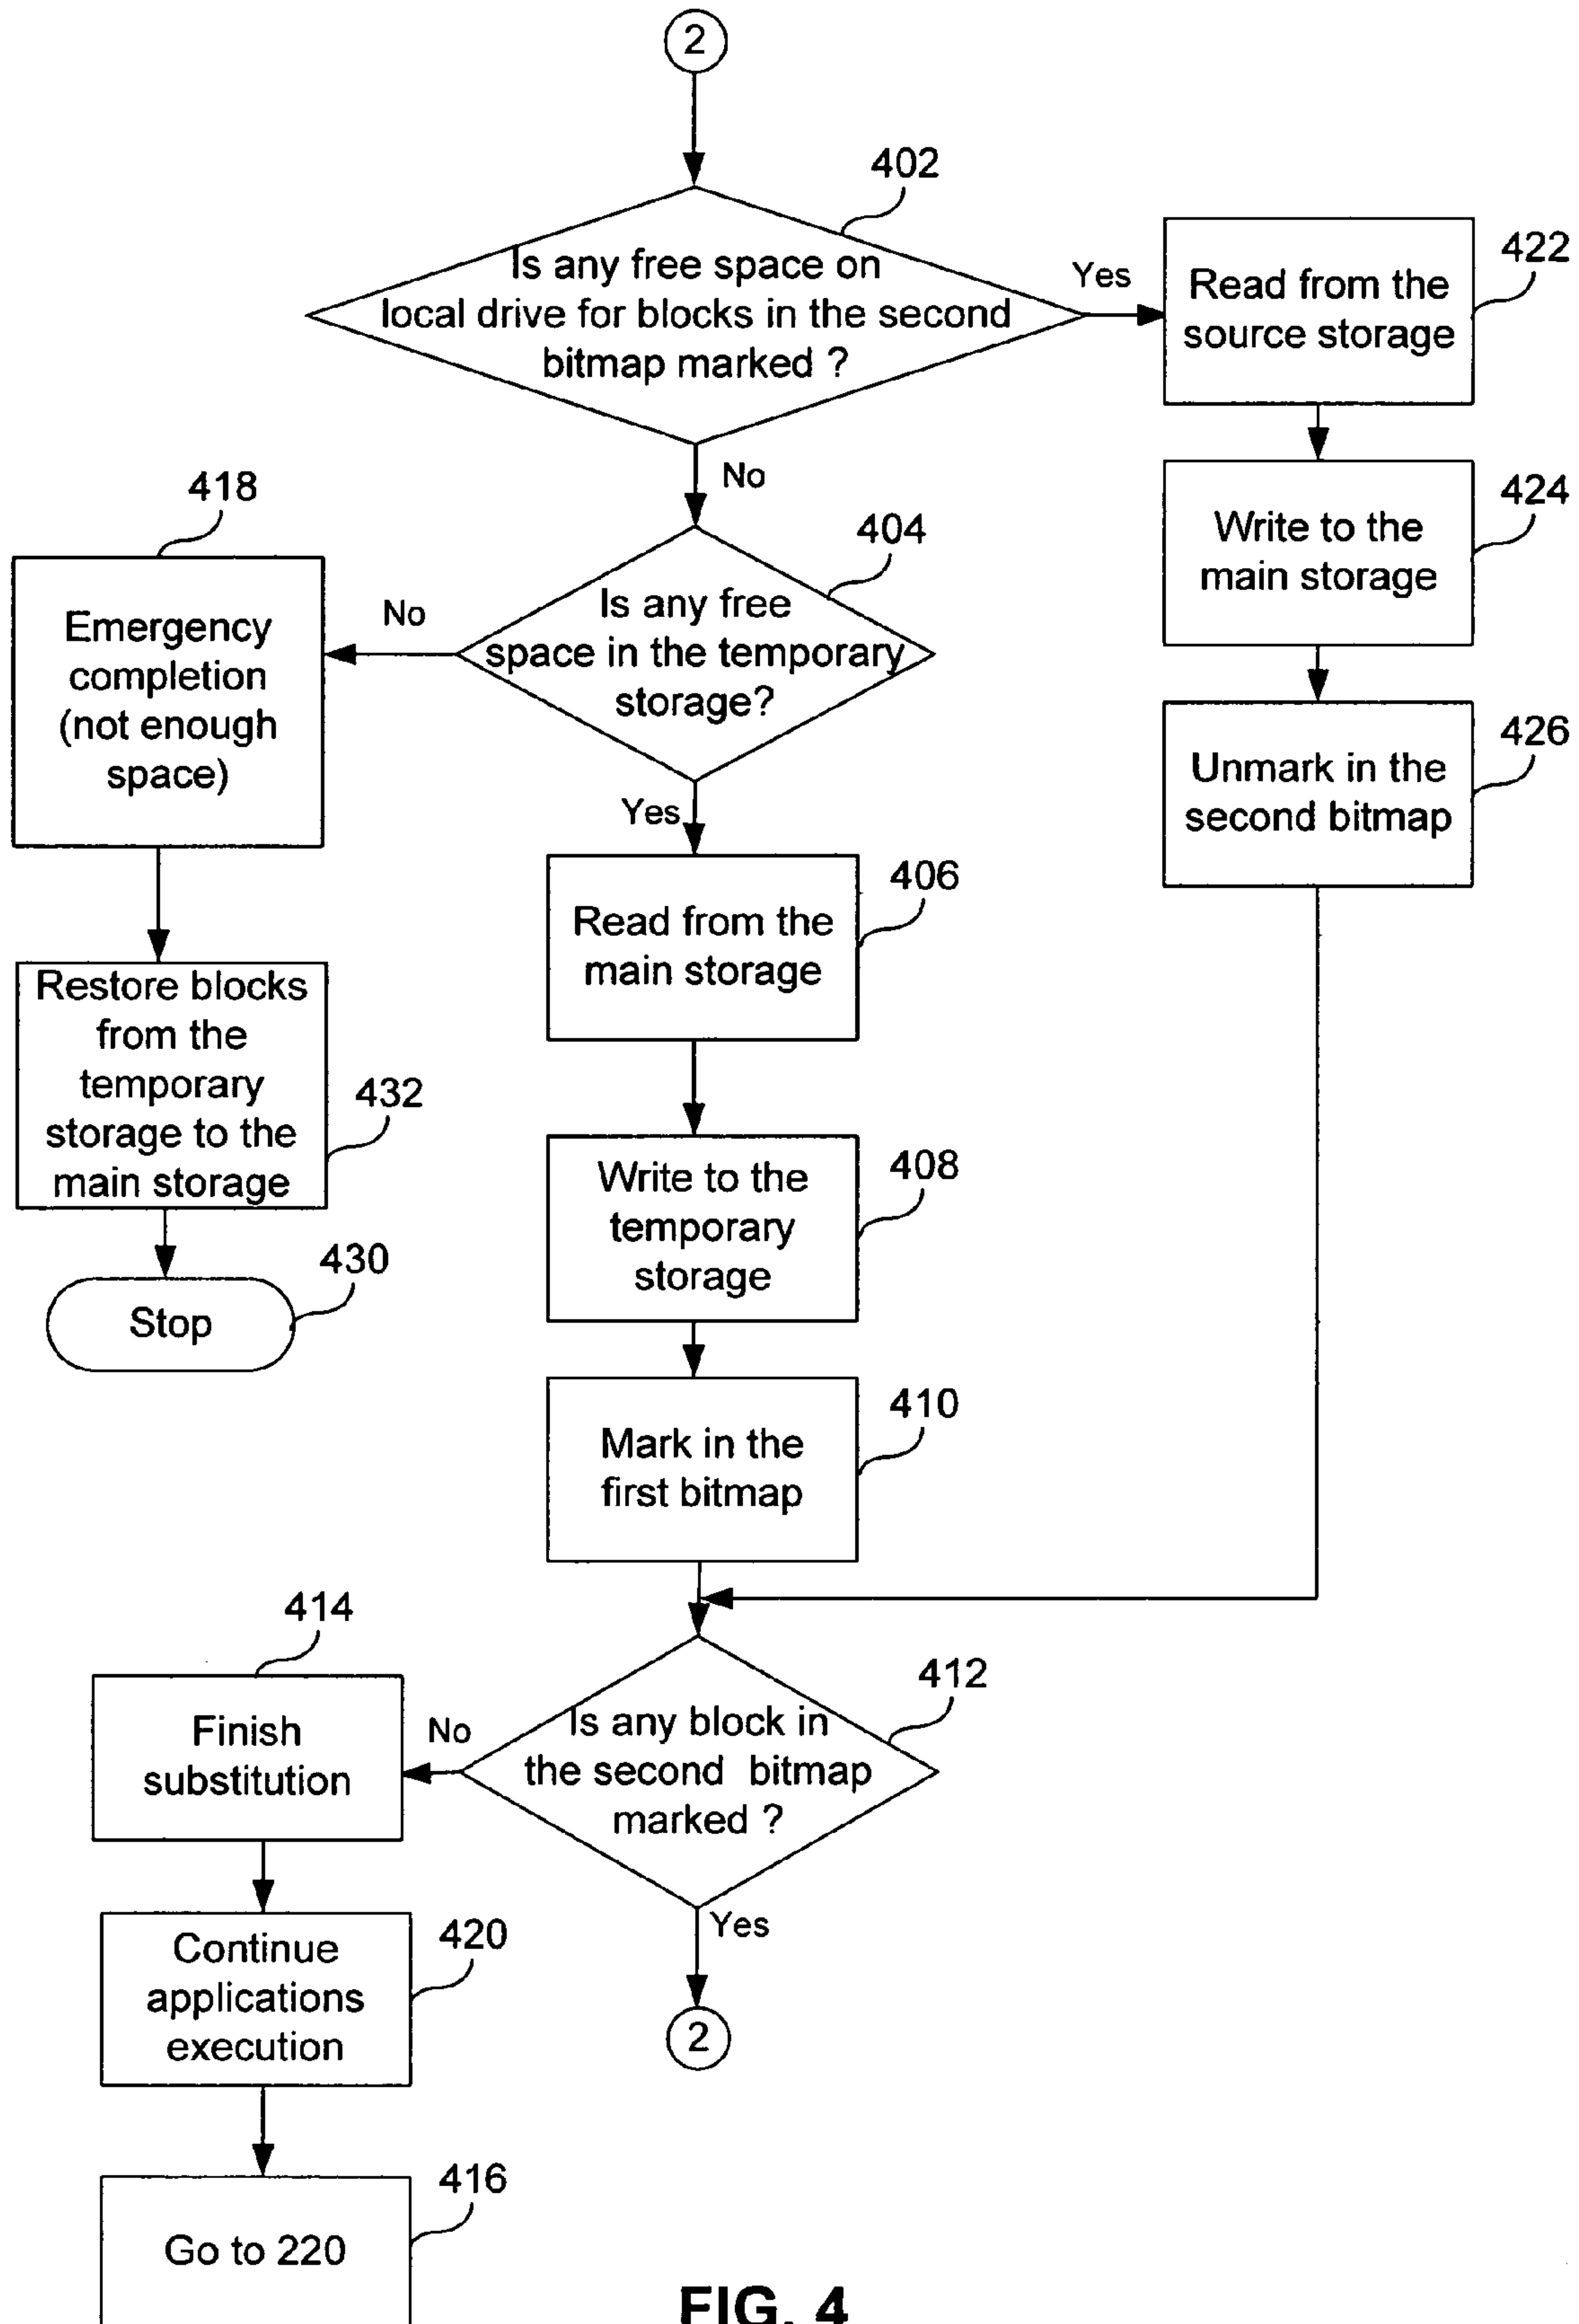 2
402
Is any free space on
local drive for blocks in the second
bitmap marked ?
Yes
Read from the
source storage
422
No
Write to the
main storage
424
418
404
Is any free
space in the temporary
storage?
No
Emergency
completion
(not enough
space)
Unmark in the
second bitmap
426
Yes
Read from the
main storage
406
Restore blocks
from the
temporary
storage to the
main storage
432
Write to the
temporary
storage
408
430
Stop
Mark in the
first bitmap
410
414
412
Is any block in
the second bitmap
marked ?
No
Finish
substitution
Yes
Continue
applications
execution
420
2
416
Go to 220
FIG. 4